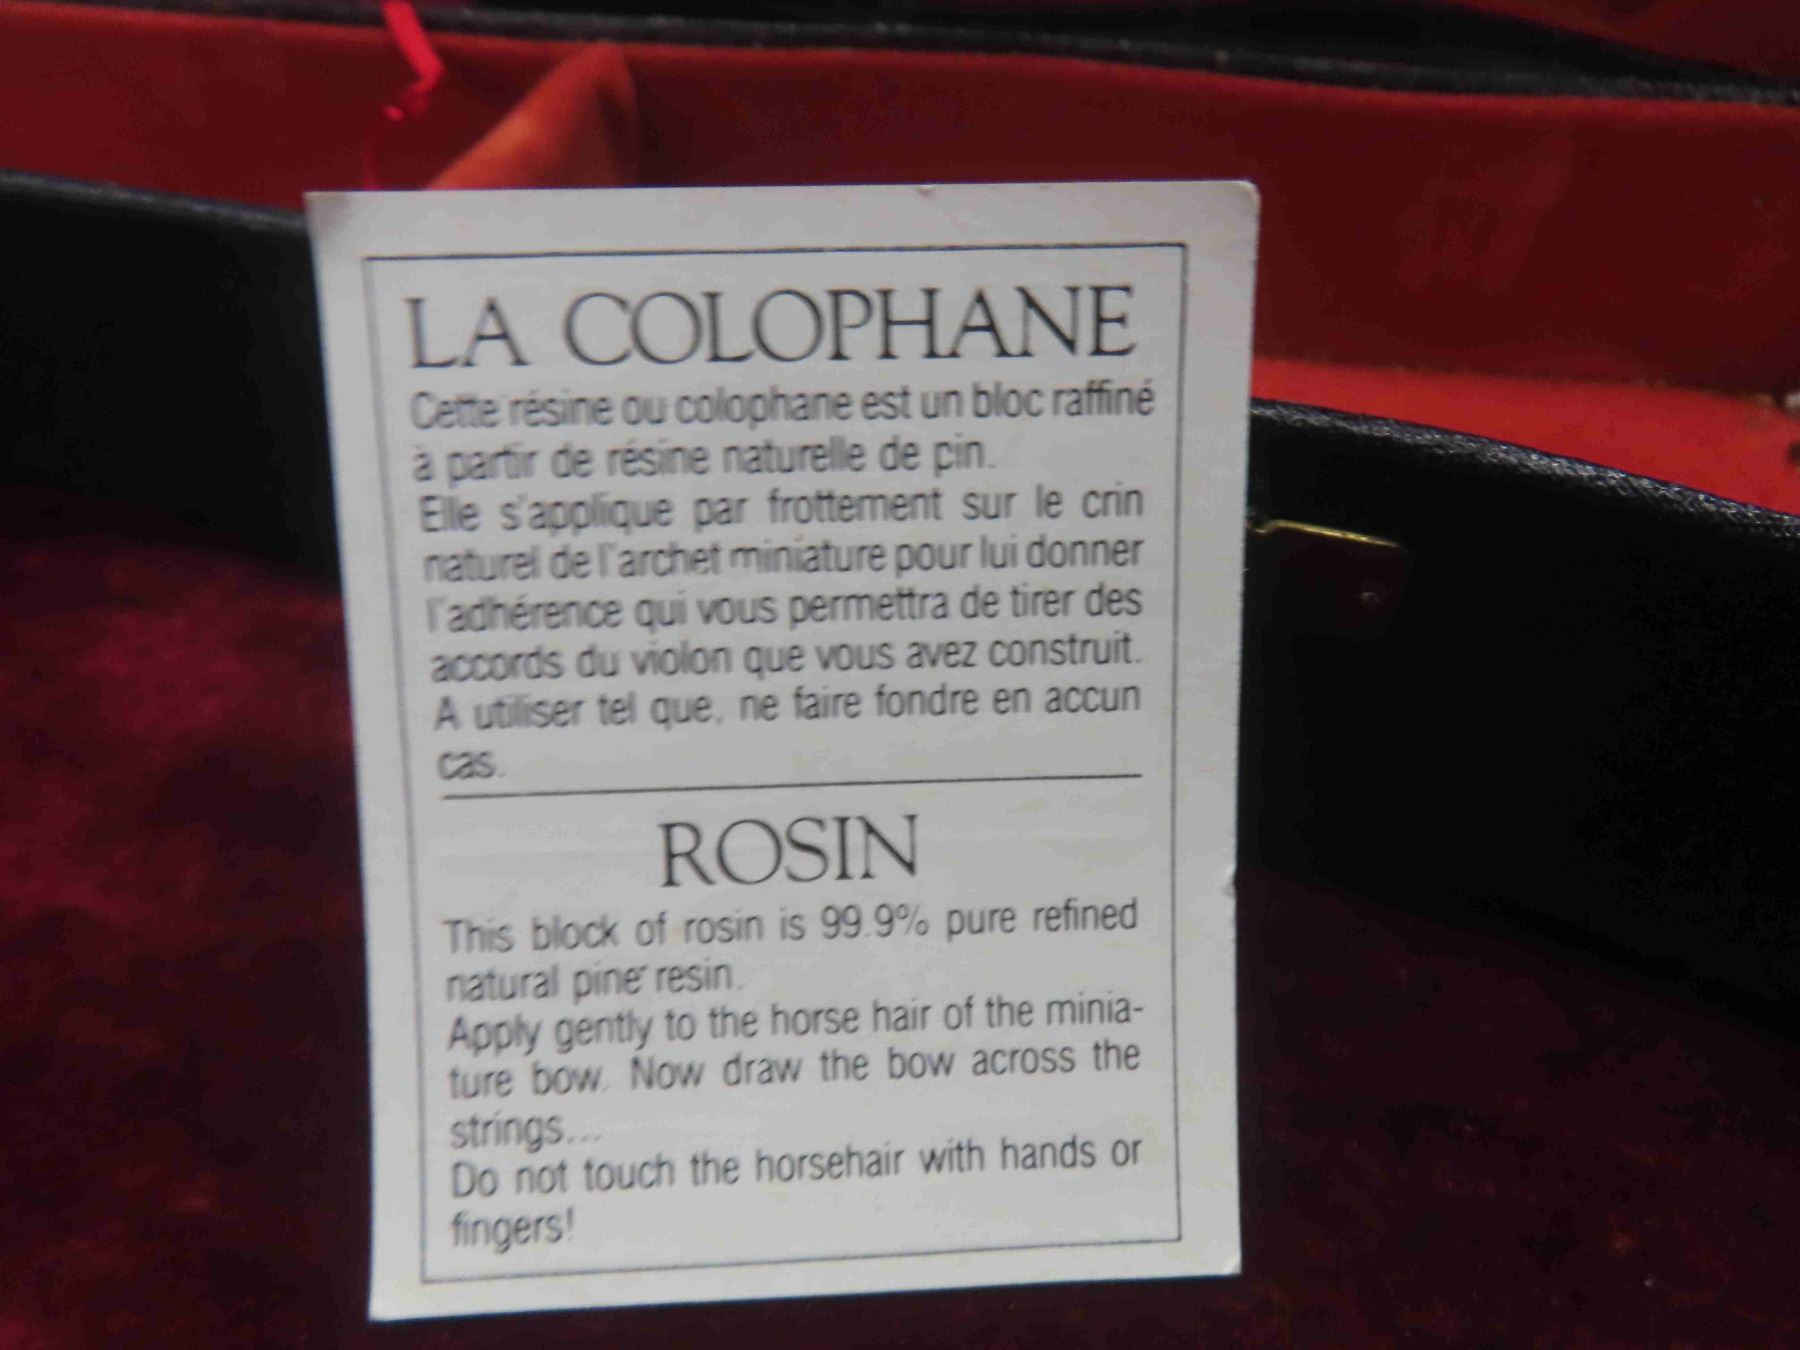 LA COLOPHANE
Cette résine ou colophane est un bloc raffiné
à partir de résine naturelle de pin.
Elle s'applique par frottement sur le crin
naturel de l'archet miniature pour lui donner
l'adhérence qui vous permettra de tirer des
accords du violon que vous avez construit.
A utiliser tel que, ne faire fondre en accun
cas.
ROSIN
This block of rosin is 99.9% pure refined
natural pine resin.
Apply gently to the horse hair of the minia-
ture bow. Now draw the bow across the
strings...
Do not touch the horsehair with hands or
fingers!